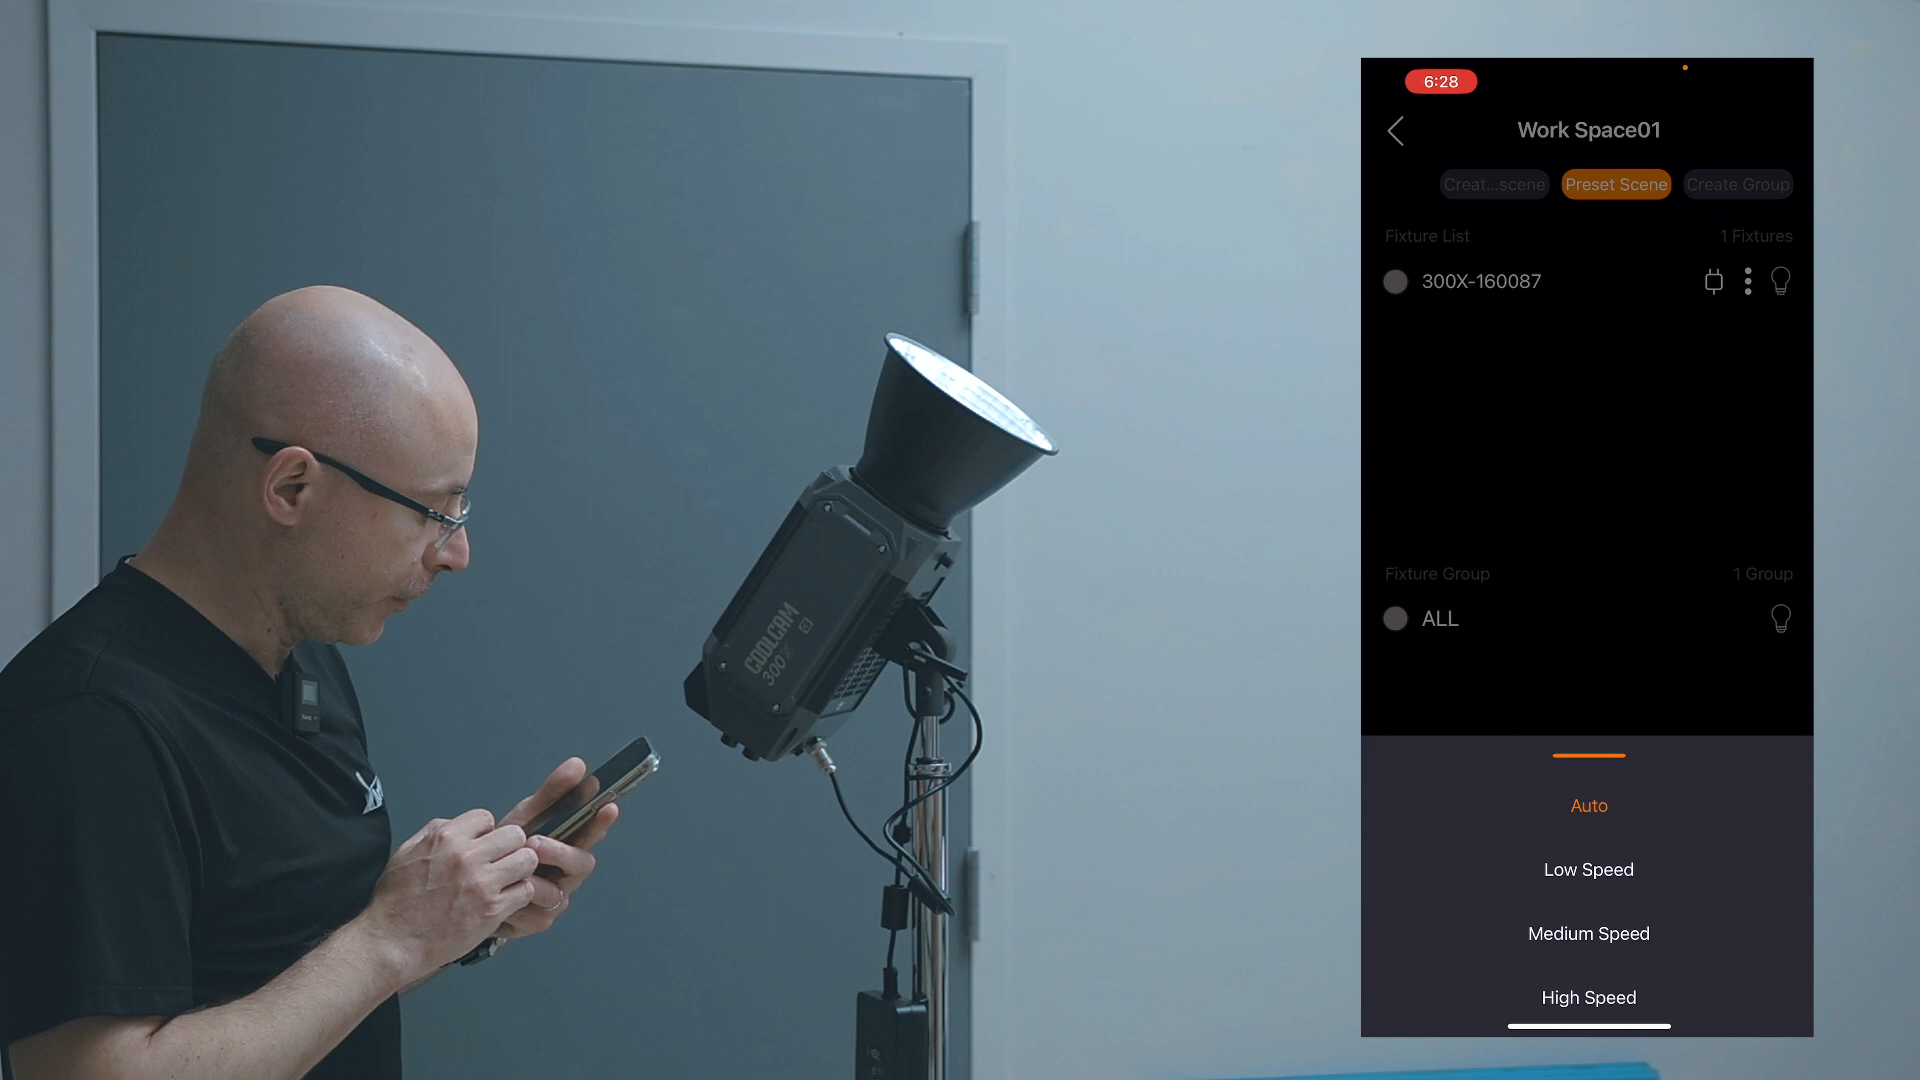 6:28
Work Space01
Creat...scene
Preset Scene
Create Group
Fixture List
1 Fixtures
300X-160087
Fixture Group
1 Group
ALL
Auto
Low Speed
Medium Speed
High Speed
COOLCAM
300X